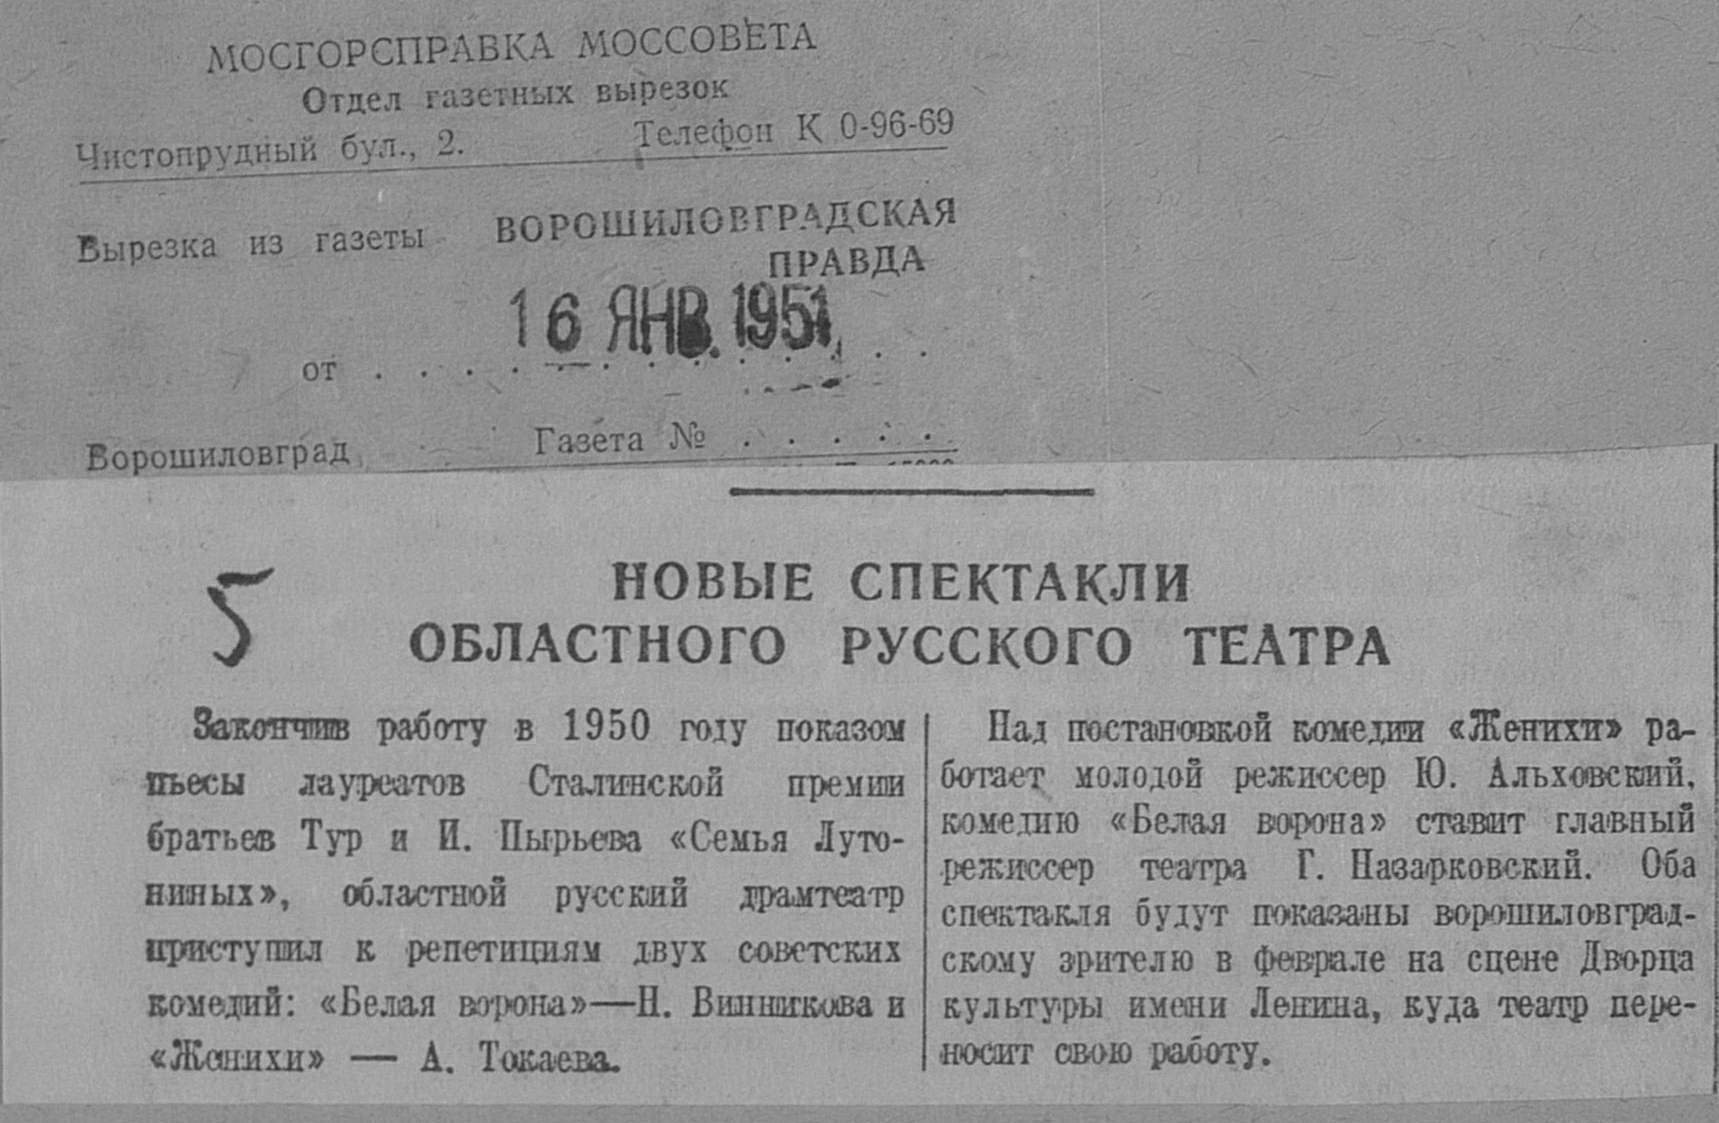 МОСГОРСПРАВКА МОССОВЕТА
Отдел газетных вырезок
Чистопрудный бул., 2. Телефон К 0-96-69
Вырезка из газеты ВОРОШИЛОВГРАДСКАЯ
ПРАВДА
16 ЯНВ. 1951
от . . . . . . . . . . . . .
Ворошиловград Газета № . . . . .
5
НОВЫЕ СПЕКТАКЛИ
ОБЛАСТНОГО РУССКОГО ТЕАТРА
Закончив работу в 1950 году показом
пьесы лауреатов Сталинской премии
братьев Тур и И. Пырьева «Семья Луто-
ниных», областной русский драмтеатр
приступил к репетициям двух советских
комедий: «Белая ворона»—Н. Винникова и
«Женихи» — А. Токаева.
Над постановкой комедии «Женихи» ра-
ботает молодой режиссер Ю. Альховский,
комедию «Белая ворона» ставит главный
режиссер театра Г. Назарковский. Оба
спектакля будут показаны ворошиловград-
скому зрителю в феврале на сцене Дворца
культуры имени Ленина, куда театр пере-
носит свою работу.